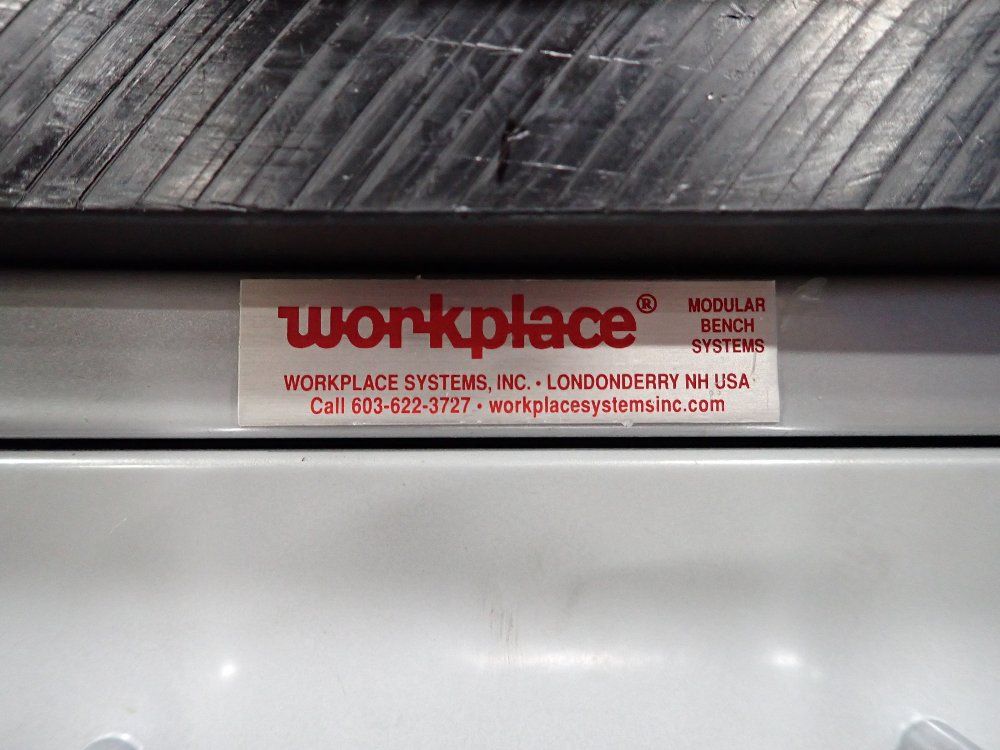 workplace®
MODULAR
BENCH
SYSTEMS
WORKPLACE SYSTEMS, INC. • LONDONDERRY NH USA
Call 603-622-3727 • workplacesystemsinc.com